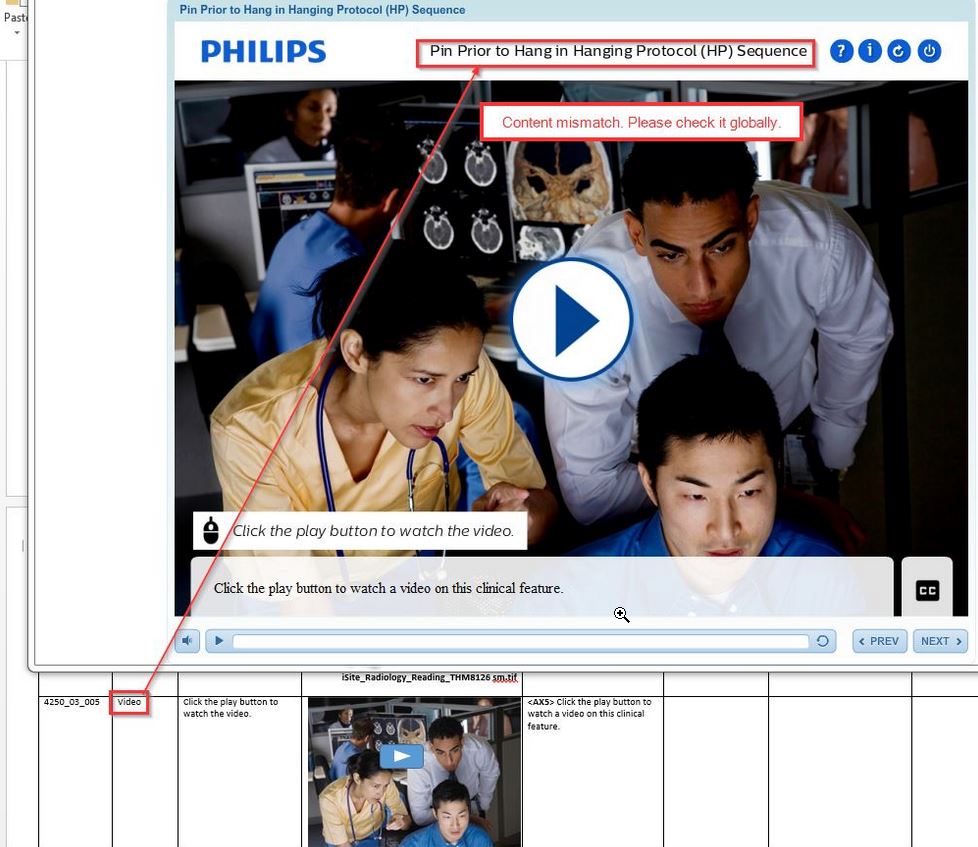 Paste
Pin Prior to Hang in Hanging Protocol (HP) Sequence
PHILIPS
Pin Prior to Hang in Hanging Protocol (HP) Sequence
? i
Content mismatch. Please check it globally.
Click the play button to watch the video.
Click the play button to watch a video on this clinical feature.
CC
PREV
NEXT
iSite_Radiology_Reading_THM8126 sm.tif
4250_03_005
Video
Click the play button to
watch the video.
<AX5> Click the play button to
watch a video on this clinical
feature.